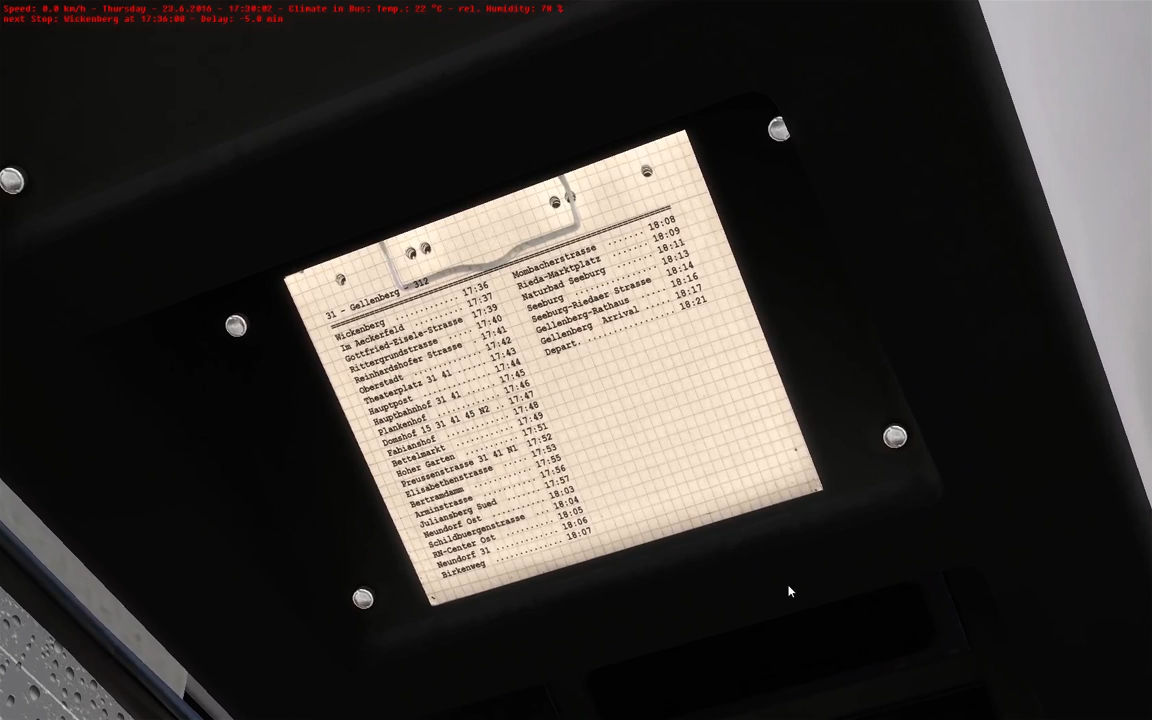 Speed: 0.0 km/h - Thursday - 23.6.2016 - 17:30:02 - Climate in Bus: Temp.: 22 °C - rel. Humidity: 70 %
next Stop: Wickenberg at 17:36:00 - Delay: -5.0 min
31 - Gellenberg - 312
Wickenberg ........ 17:36
Im Aeckerfeld ........ 17:37
Gottfried-Eisele-Strasse 17:39
Rittergrundstrasse .... 17:40
Reinhardshofer Strasse .. 17:41
Oberstadt ........ 17:42
Theaterplatz 31 41 ..... 17:43
Hauptpost ........ 17:44
Hauptbahnhof 31 41 ..... 17:45
Plankenhof ........ 17:46
Domshof 15 31 41 45 N2 .. 17:47
Fabianshof ........ 17:48
Bettelmarkt ........ 17:49
Hoher Garten ........ 17:51
Preussenstrasse 31 41 N1 17:52
Elisabethenstrasse ..... 17:53
Bertramdamm ........ 17:55
Arminstrasse ........ 17:56
Juliansberg Sued ....... 17:57
Neundorf Ost ........ 18:03
Schildbuergenstrasse .... 18:04
RN-Center Ost ........ 18:05
Neundorf 31 ........ 18:06
Birkenweg ........ 18:07
Mombacherstrasse ...... 18:08
Rieda-Marktplatz ...... 18:09
Naturbad Seeburg ...... 18:11
Seeburg ........ 18:13
Seeburg-Riedaer Strasse 18:14
Gellenberg-Rathaus ..... 18:16
Gellenberg Arrival ..... 18:17
Depart. ........ 18:21